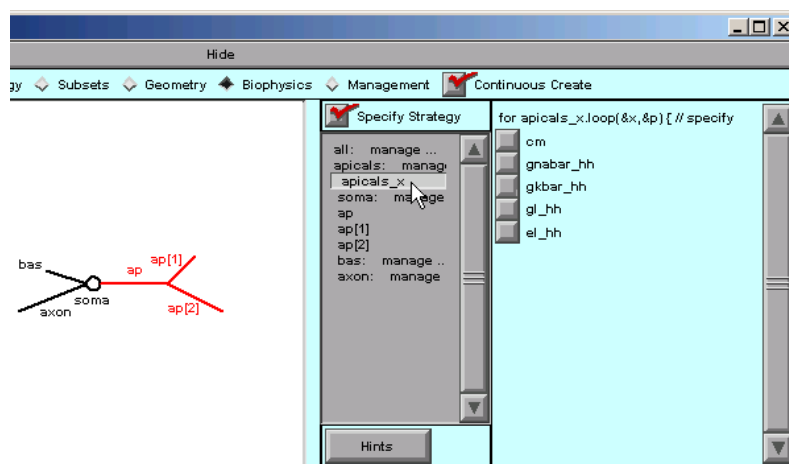 Hide
gy Subsets Geometry Biophysics Management Continuous Create
Specify Strategy
all: manage ...
apicals: manag
apicals_x
soma: manage
ap
ap[1]
ap[2]
bas: manage ..
axon: manage
Hints
for apicals_x.loop(&x,&p) { // specify
cm
gnabar_hh
gkbar_hh
gl_hh
el_hh
bas
ap
ap[1]
soma
axon
ap[2]